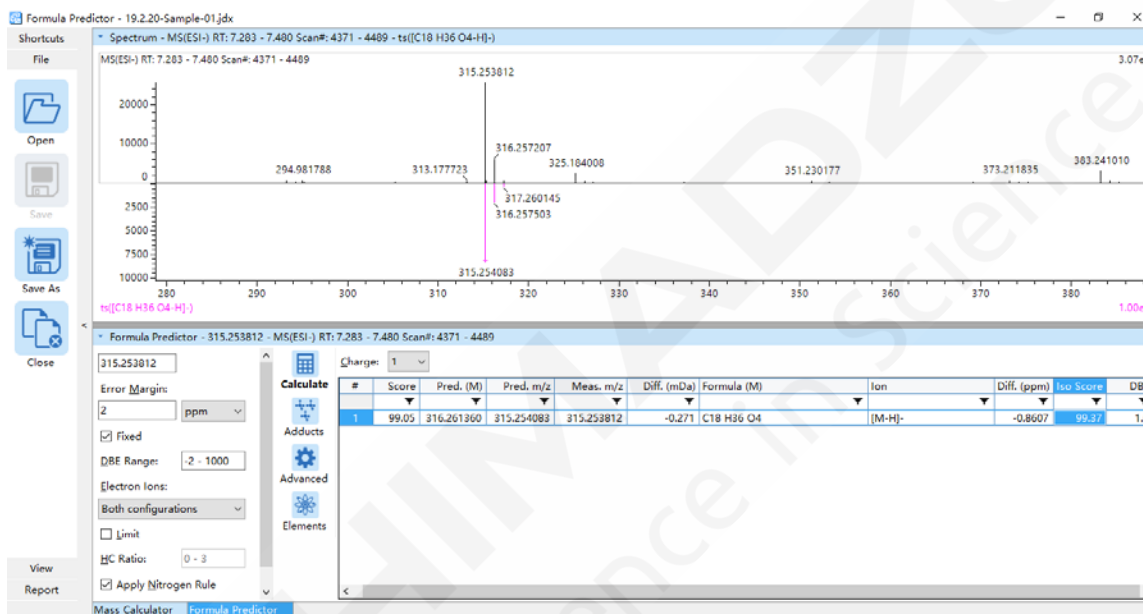 Formula Predictor - 19.2.20-Sample-01.jdx
Shortcuts
File
Open
Save
Save As
Close
View
Report
Spectrum - MS(ESI-) RT: 7.283 - 7.480 Scan#: 4371 - 4489 - ts([C18 H36 O4-H]-)
MS(ESI-) RT: 7.283 - 7.480 Scan#: 4371 - 4489
3.07e
315.253812
20000
10000
0
316.257207
294.981788
313.177723
325.184008
351.230177
373.211835
383.241010
317.260145
316.257503
2500
5000
7500
10000
315.254083
280
290
300
310
320
330
340
350
360
370
380
ts([C18 H36 O4-H]-)
1.00e
<
Formula Predictor - 315.253812 - MS(ESI-) RT: 7.283 - 7.480 Scan#: 4371 - 4489
315.253812
Error Margin:
2 ppm
Fixed
DBE Range: -2 - 1000
Electron Ions:
Both configurations
Limit
HC Ratio: 0 - 3
Apply Nitrogen Rule
Calculate
Adducts
Advanced
Elements
Charge: 1
# Score Pred. (M) Pred. m/z Meas. m/z Diff. (mDa) Formula (M) Ion Diff. (ppm) Iso Score DB
1 99.05 316.261360 315.254083 315.253812 -0.271 C18 H36 O4 [M-H]- -0.8607 99.37 1.
Mass Calculator Formula Predictor
HIMADZ
ence in Science